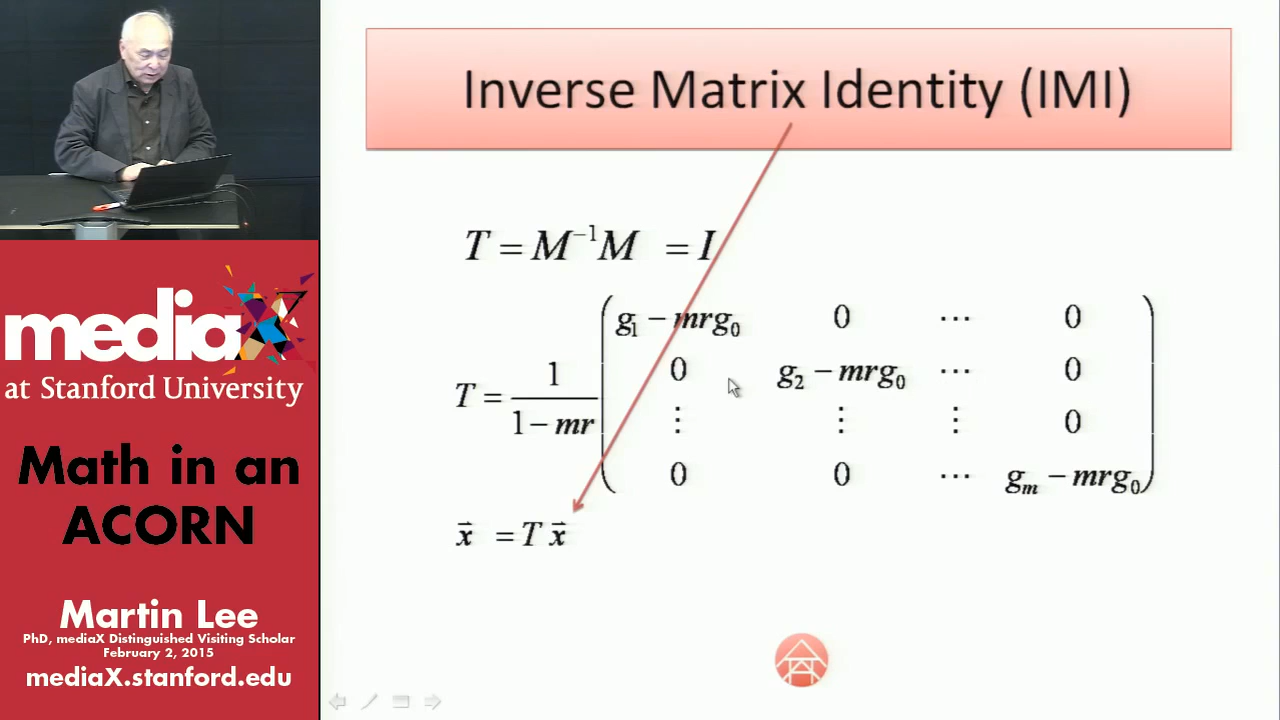 Inverse Matrix Identity (IMI)
T = M⁻¹M = I
T = 1/(1 − mr) ( g₁ − mrg₀ 0 ⋯ 0
0 g₂ − mrg₀ ⋯ 0
⋮ ⋮ ⋮ 0
0 0 ⋯ gₘ − mrg₀ )
x⃗ = T x⃗
mediaX
at Stanford University
Math in an
ACORN
Martin Lee
PhD, mediaX Distinguished Visiting Scholar
February 2, 2015
mediaX.stanford.edu